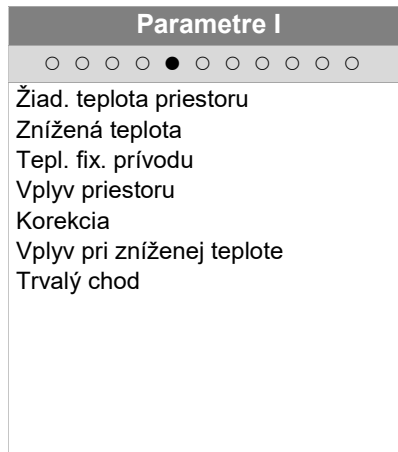 Parametre I
Žiad. teplota priestoru
Znížená teplota
Tepl. fix. prívodu
Vplyv priestoru
Korekcia
Vplyv pri zníženej teplote
Trvalý chod